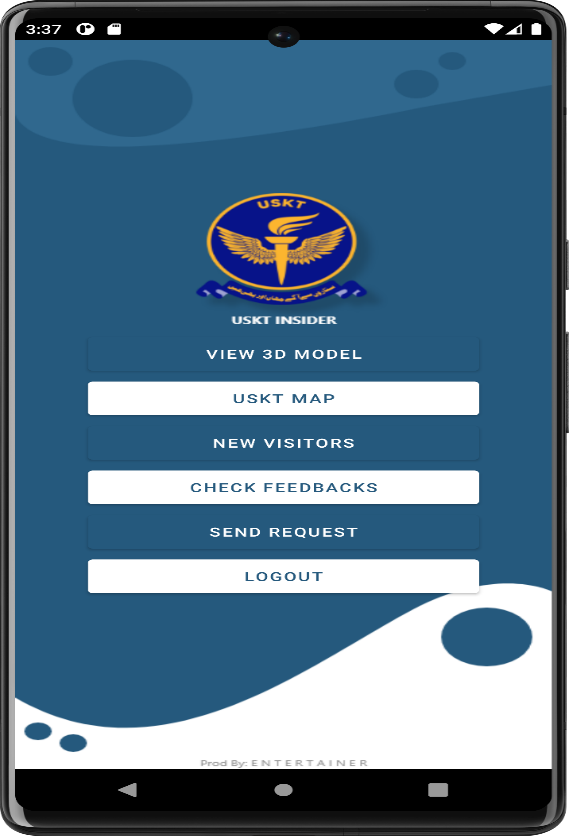 3:37
USKT
USKT INSIDER
VIEW 3D MODEL
USKT MAP
NEW VISITORS
CHECK FEEDBACKS
SEND REQUEST
LOGOUT
Prod By: ENTERTAINER